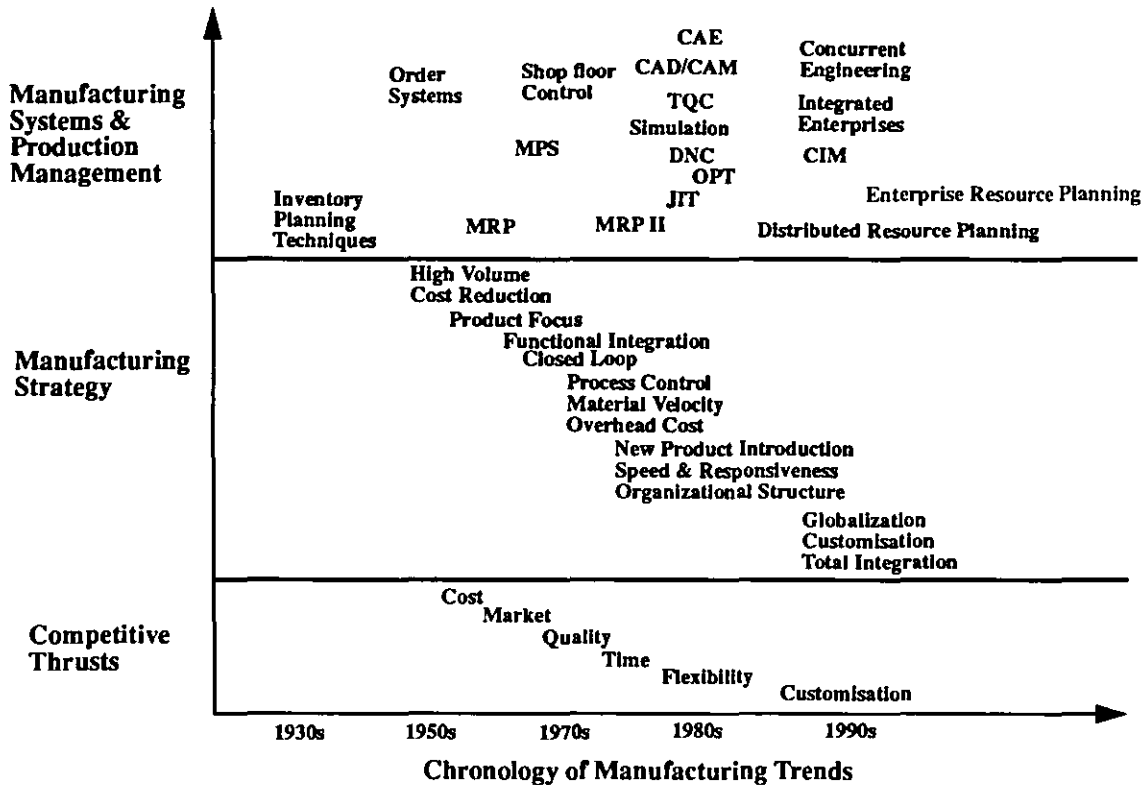 Manufacturing
Systems &
Production
Management
Order
Systems
Shop floor
Control
CAE
CAD/CAM
TQC
Simulation
Concurrent
Engineering
Integrated
Enterprises
MPS
DNC
CIM
OPT
Inventory
Planning
Techniques
JIT
Enterprise Resource Planning
MRP
MRP II
Distributed Resource Planning
Manufacturing
Strategy
High Volume
Cost Reduction
Product Focus
Functional Integration
Closed Loop
Process Control
Material Velocity
Overhead Cost
New Product Introduction
Speed & Responsiveness
Organizational Structure
Globalization
Customisation
Total Integration
Competitive
Thrusts
Cost
Market
Quality
Time
Flexibility
Customisation
1930s
1950s
1970s
1980s
1990s
Chronology of Manufacturing Trends